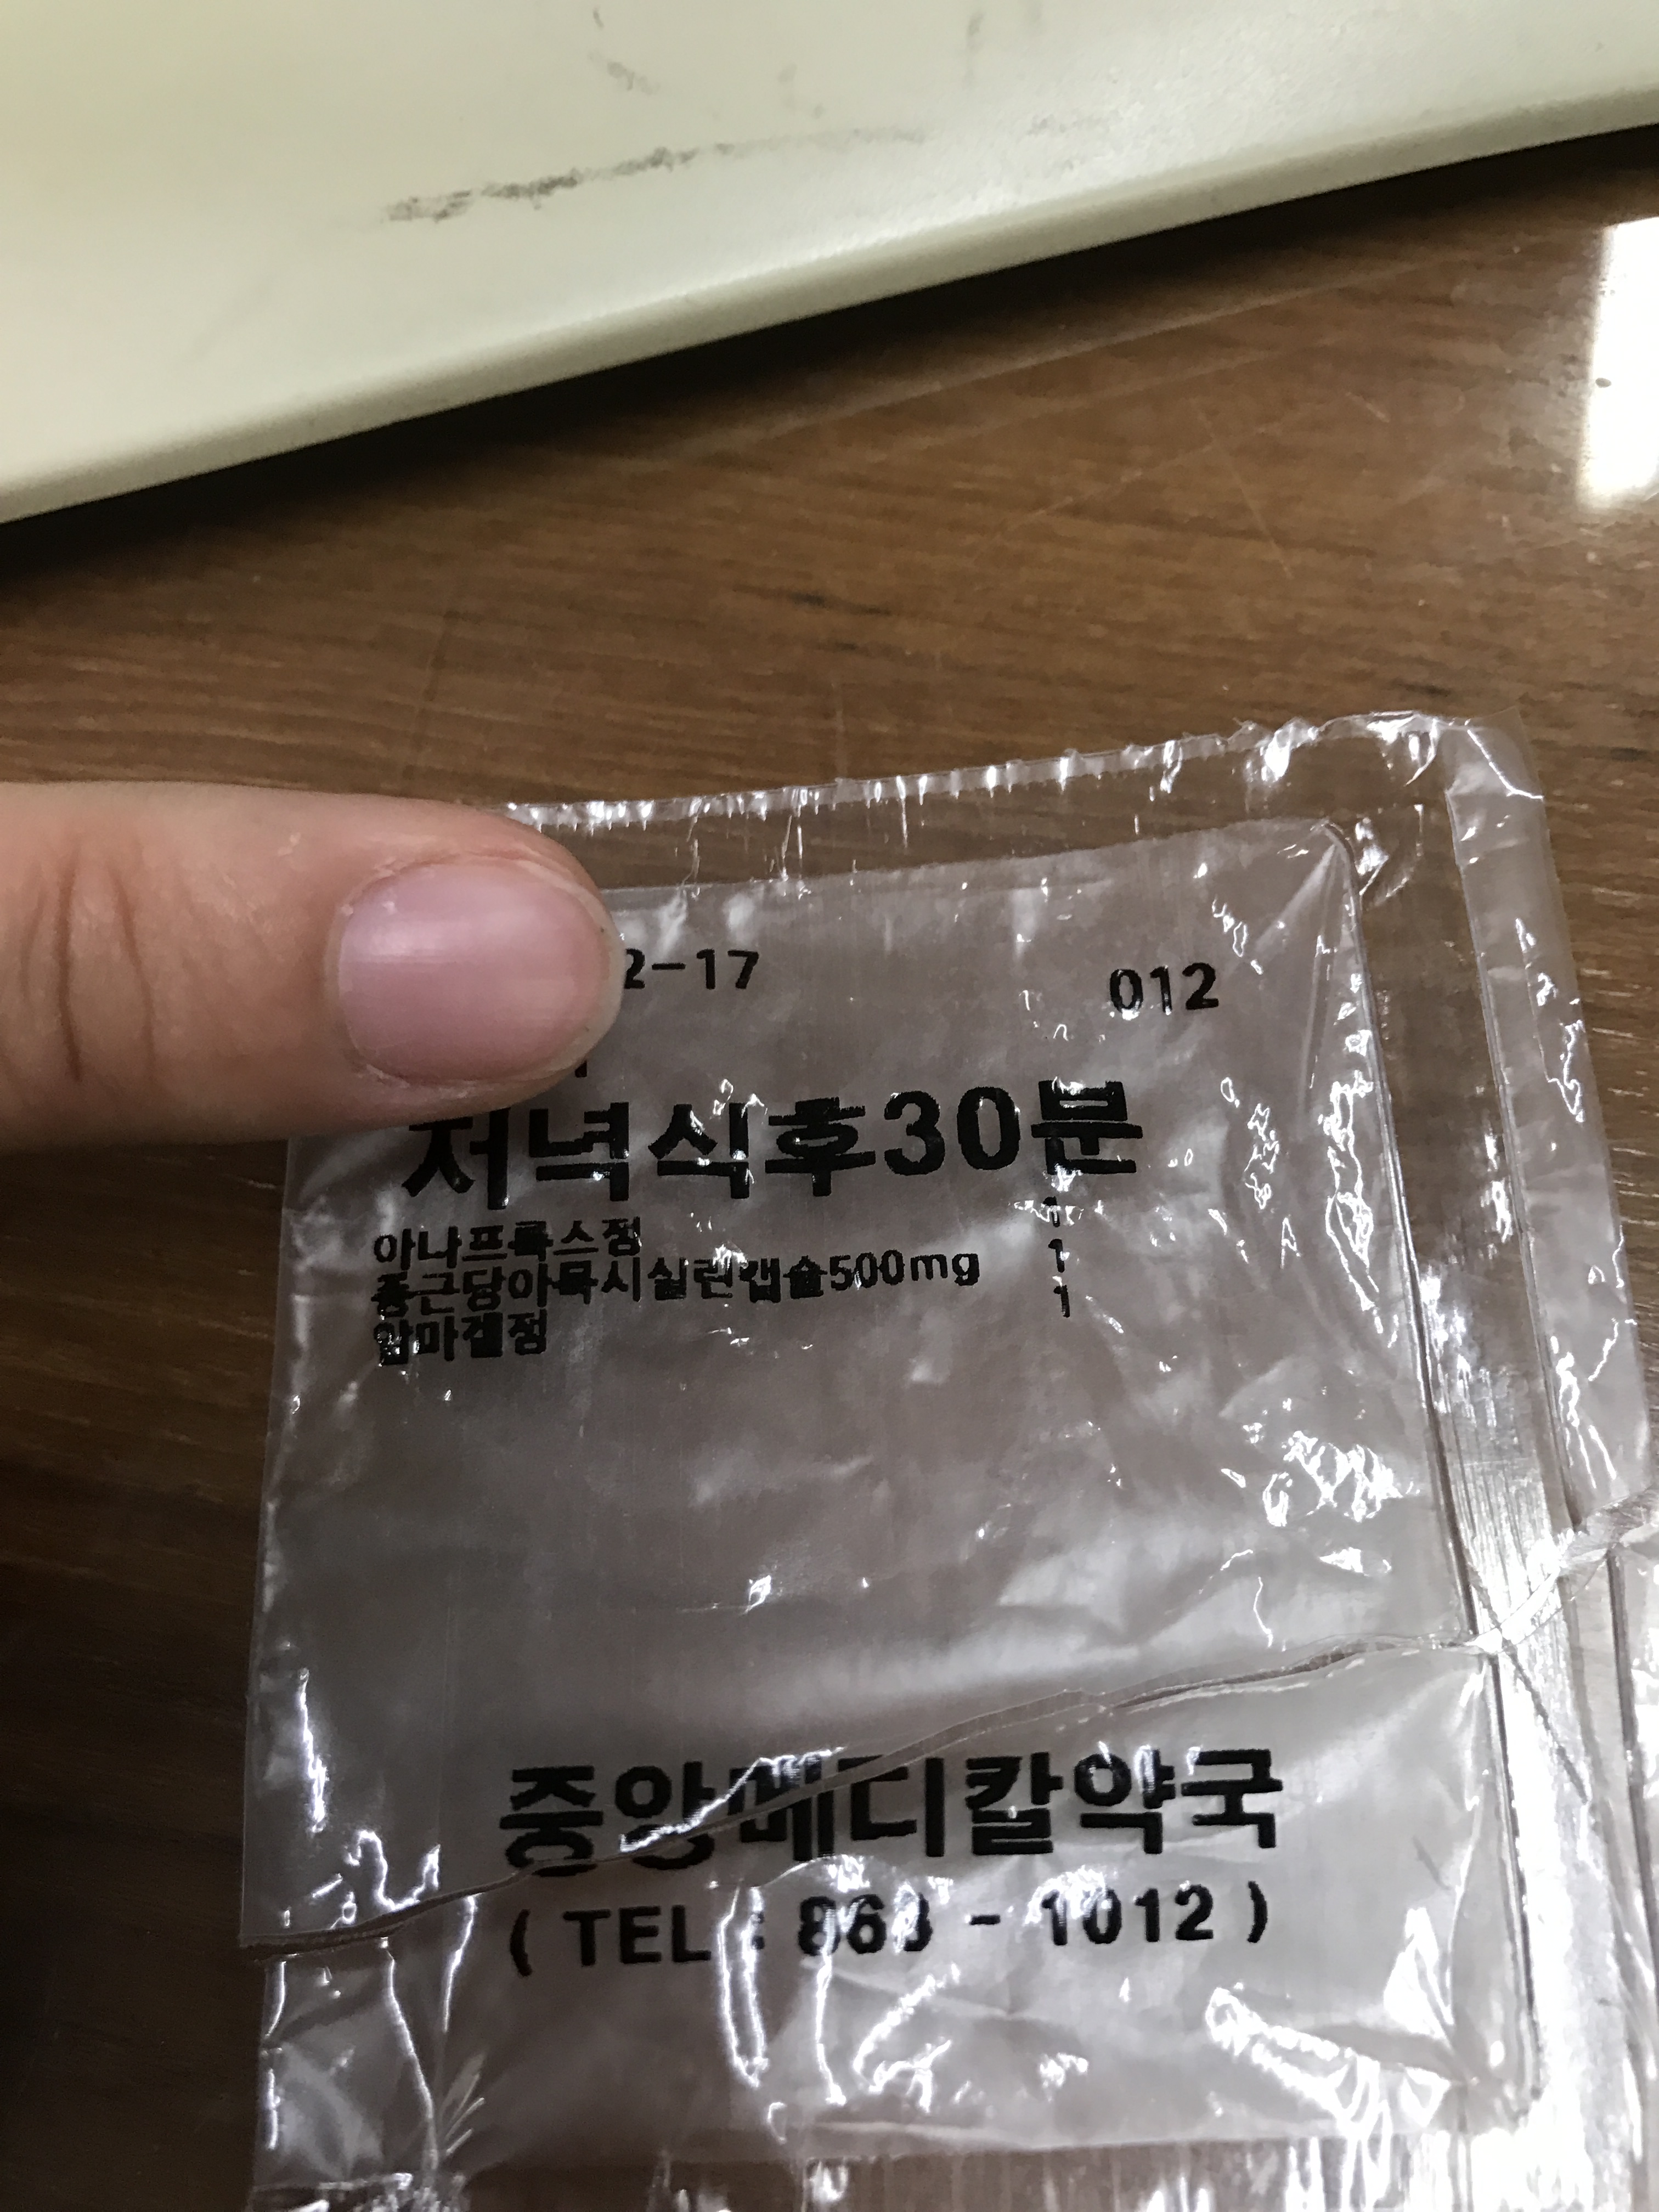 2-17 012
저녁식후30분
아나프록스정 1
종근당아목시실린캡슐500mg 1
알마겔정 1
중앙메디칼약국
( TEL : 863 - 1012 )